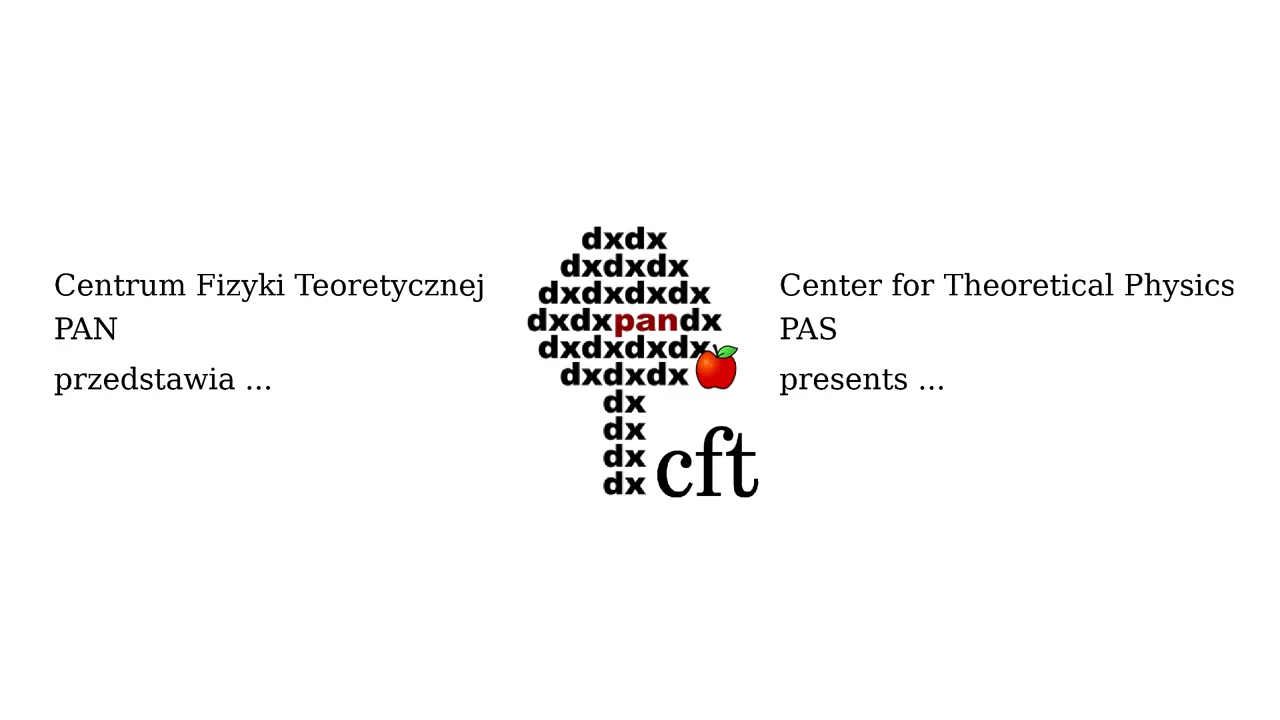 Centrum Fizyki Teoretycznej
PAN
przedstawia ...
dxdx
dxdxdx
dxdxdxdx
dxdxpandx
dxdxdxdx
dxdxdx
dx
dx
dx
dx
cft
Center for Theoretical Physics
PAS
presents ...